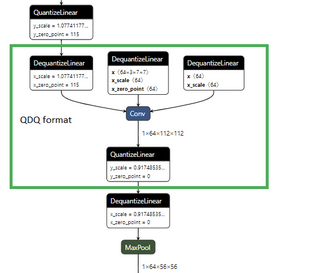 QuantizeLinear
y_scale = 1.07741177...
y_zero_point = 115
DequantizeLinear
x_scale = 1.07741177...
x_zero_point = 115
DequantizeLinear
x ⟨64×3×7×7⟩
x_scale ⟨64⟩
x_zero_point ⟨64⟩
DequantizeLinear
x ⟨64⟩
x_scale ⟨64⟩
QDQ format
Conv
1×64×112×112
QuantizeLinear
y_scale = 0.91748535...
y_zero_point = 0
DequantizeLinear
x_scale = 0.91748535...
x_zero_point = 0
MaxPool
1×64×56×56